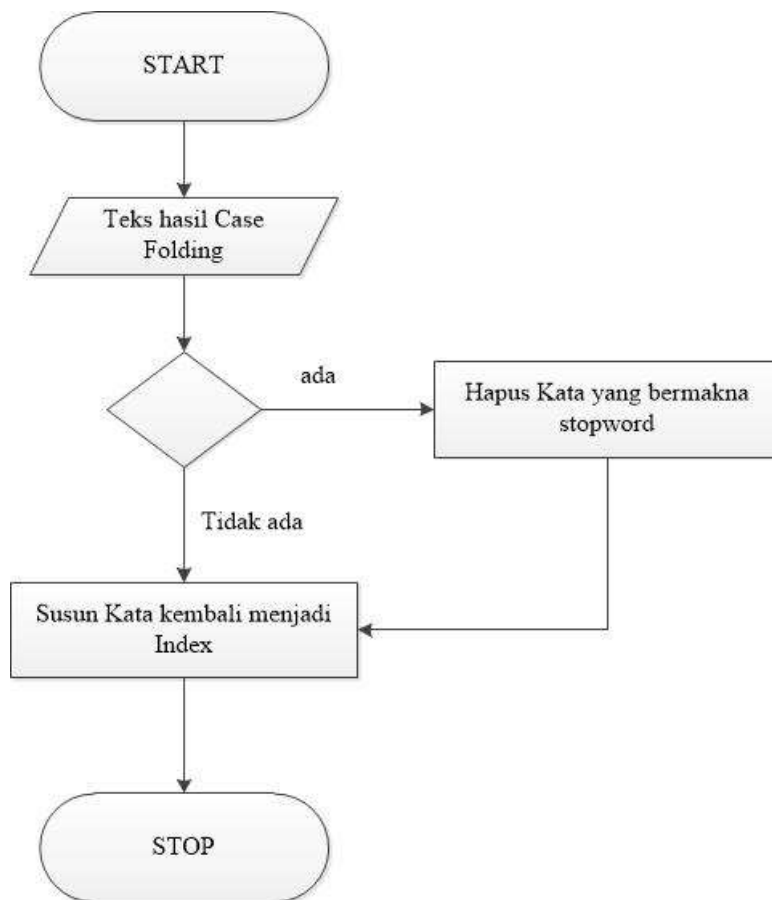 START
Teks hasil Case
Folding
ada
Hapus Kata yang bermakna
stopword
Tidak ada
Susun Kata kembali menjadi
Index
STOP